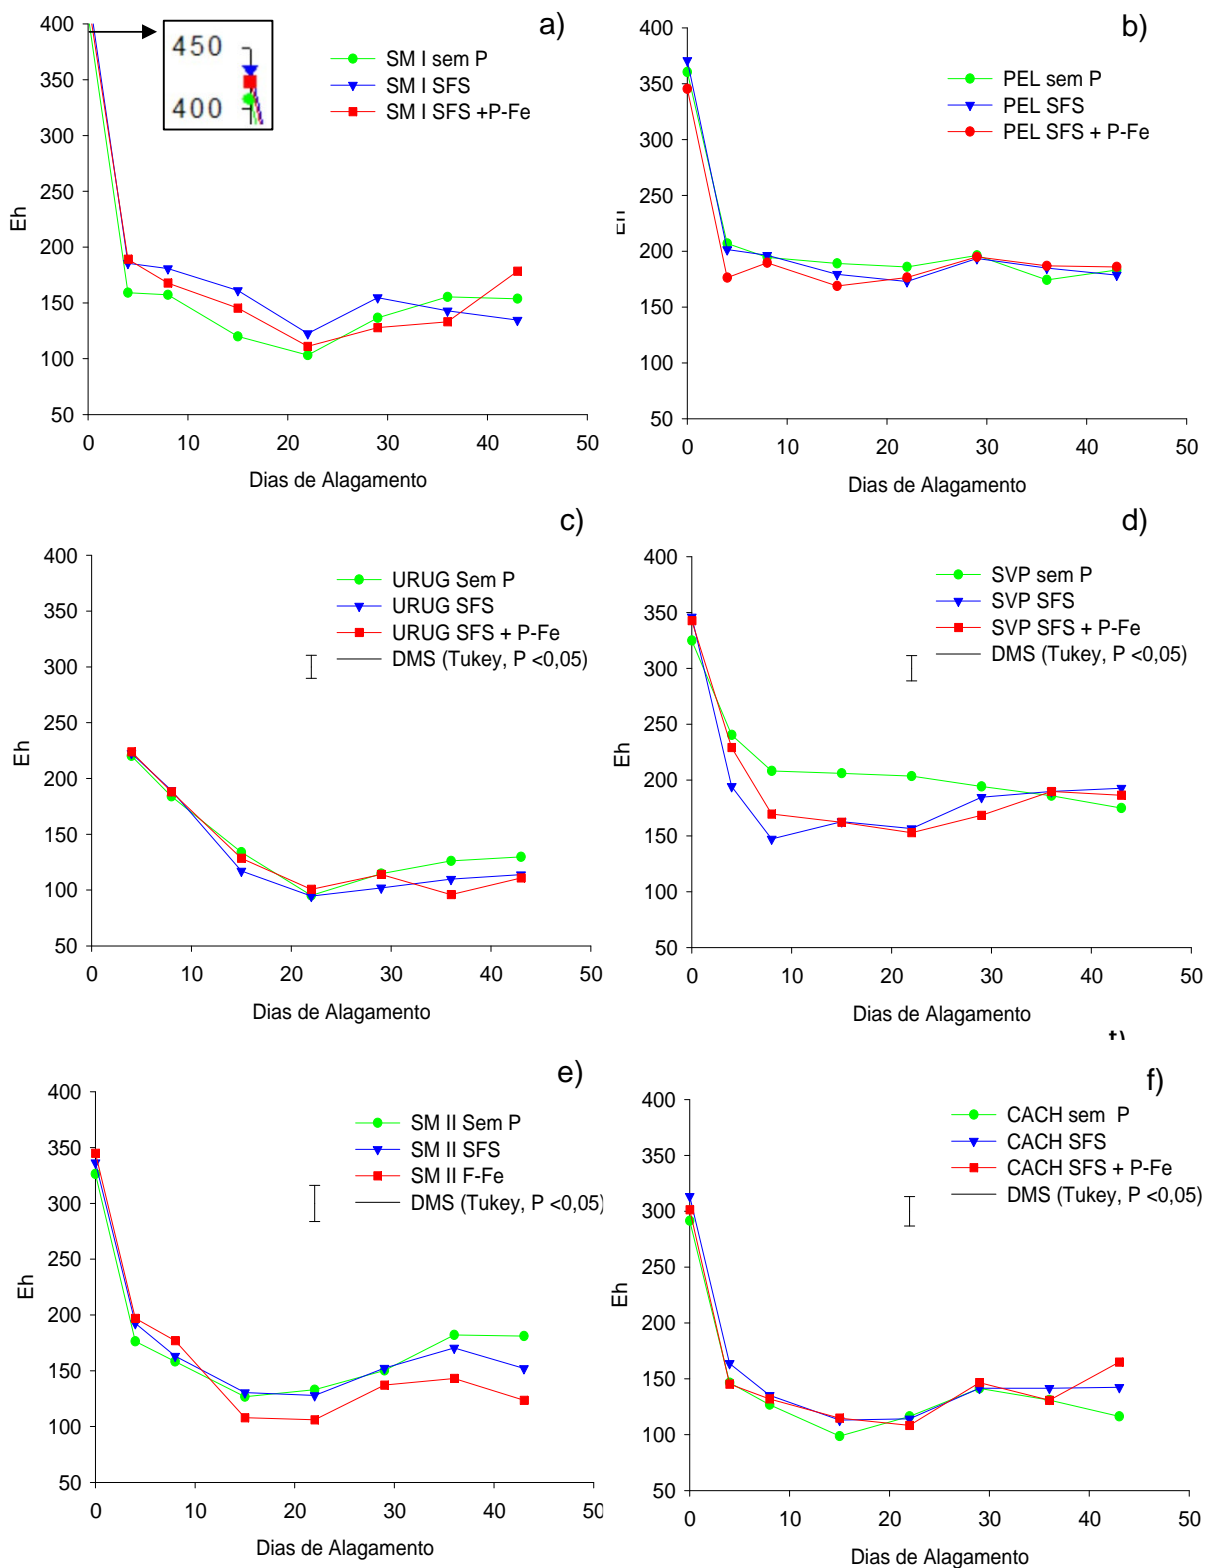 a)
400
350
300
250
200
150
100
50
Eh
450
400
SM I sem P
SM I SFS
SM I SFS +P-Fe
0
10
20
30
40
50
Dias de Alagamento
b)
400
350
300
250
200
150
100
50
PEL sem P
PEL SFS
PEL SFS + P-Fe
0
10
20
30
40
50
Dias de Alagamento
c)
400
350
300
250
200
150
100
50
Eh
URUG Sem P
URUG SFS
URUG SFS + P-Fe
DMS (Tukey, P <0,05)
0
10
20
30
40
50
Dias de Alagamento
d)
400
350
300
250
200
150
100
50
Eh
SVP sem P
SVP SFS
SVP SFS + P-Fe
DMS (Tukey, P <0,05)
0
10
20
30
40
50
Dias de Alagamento
e)
400
350
300
250
200
150
100
50
Eh
SM II Sem P
SM II SFS
SM II F-Fe
DMS (Tukey, P <0,05)
0
10
20
30
40
50
Dias de Alagamento
f)
400
350
300
250
200
150
100
50
Eh
CACH sem P
CACH SFS
CACH SFS + P-Fe
DMS (Tukey, P <0,05)
0
10
20
30
40
50
Dias de Alagamento